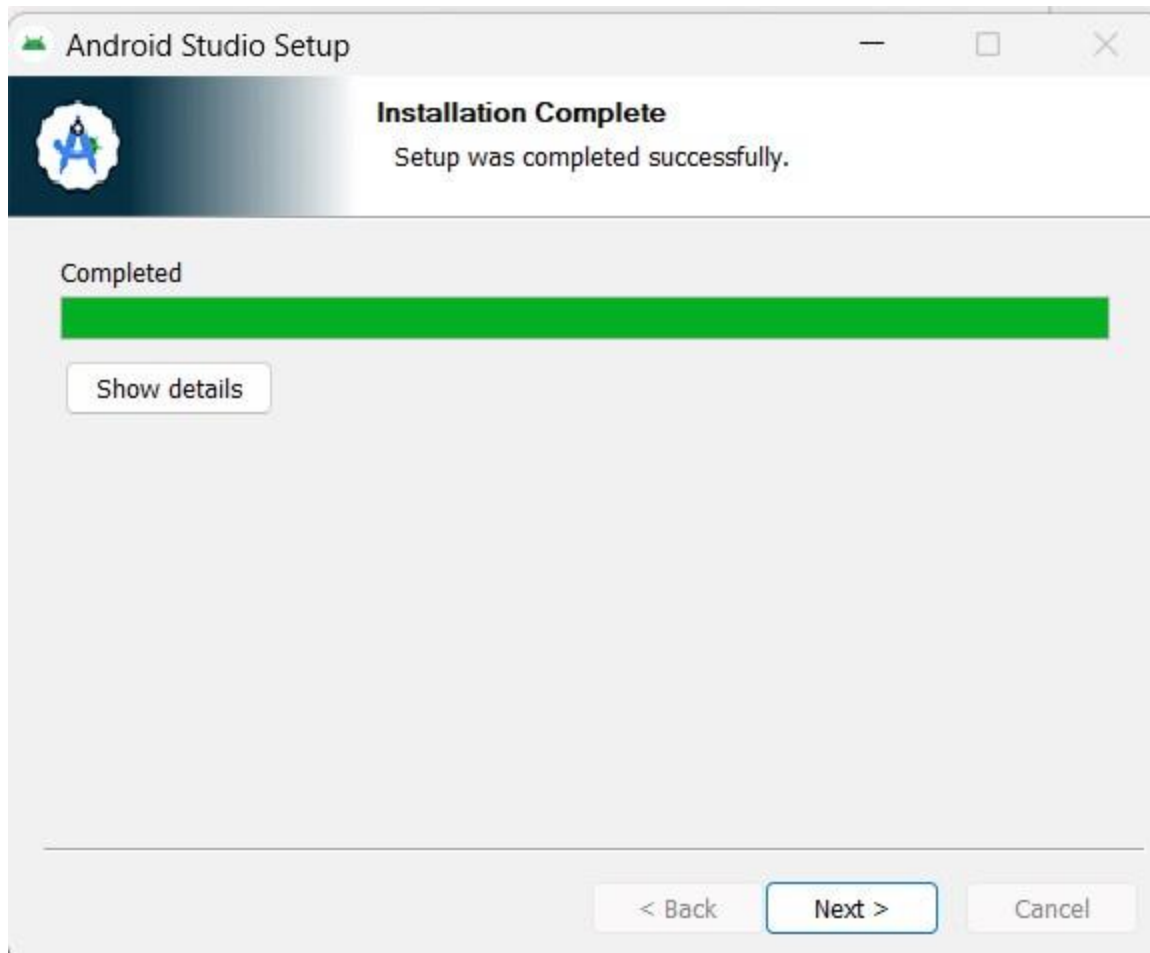 Android Studio Setup
Installation Complete
Setup was completed successfully.
Completed
Show details
< Back Next > Cancel